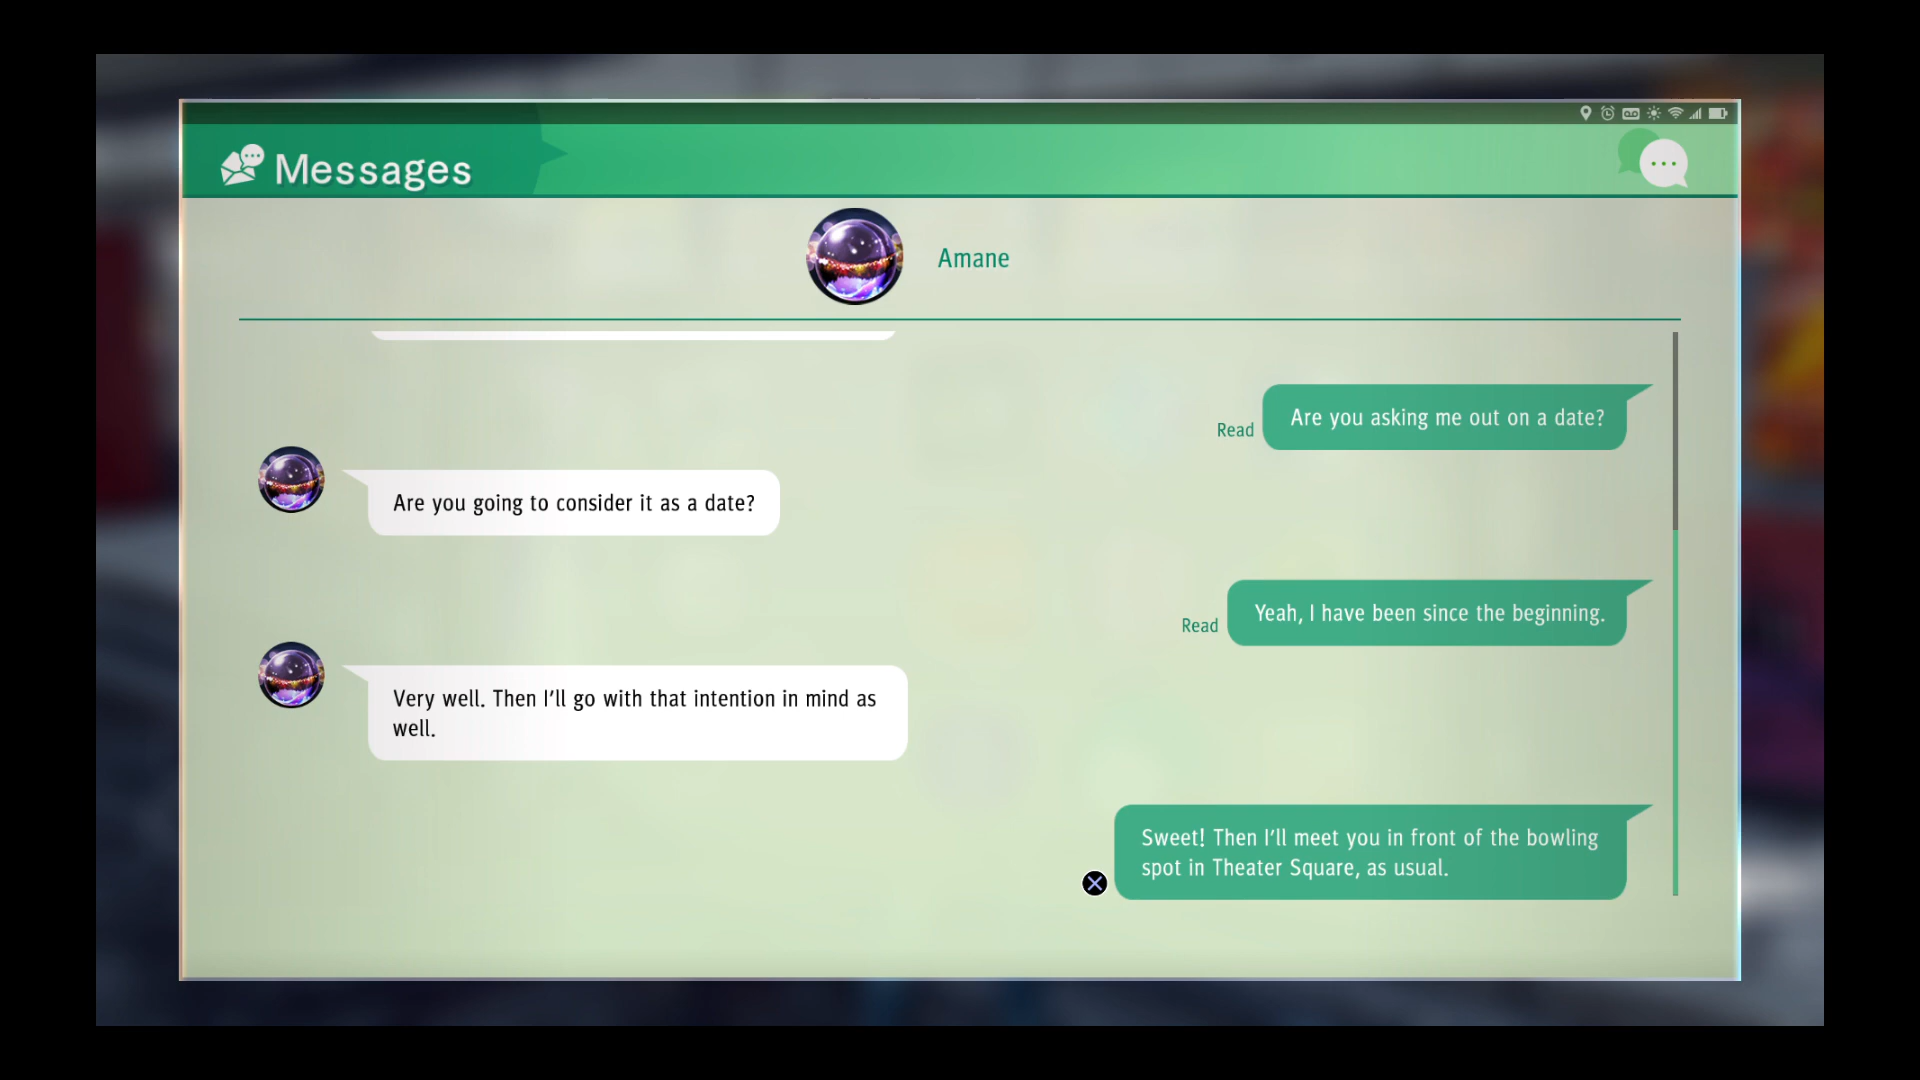 Messages
Amane
Are you asking me out on a date?
Read
Are you going to consider it as a date?
Yeah, I have been since the beginning.
Read
Very well. Then I'll go with that intention in mind as
well.
Sweet! Then I'll meet you in front of the bowling
spot in Theater Square, as usual.